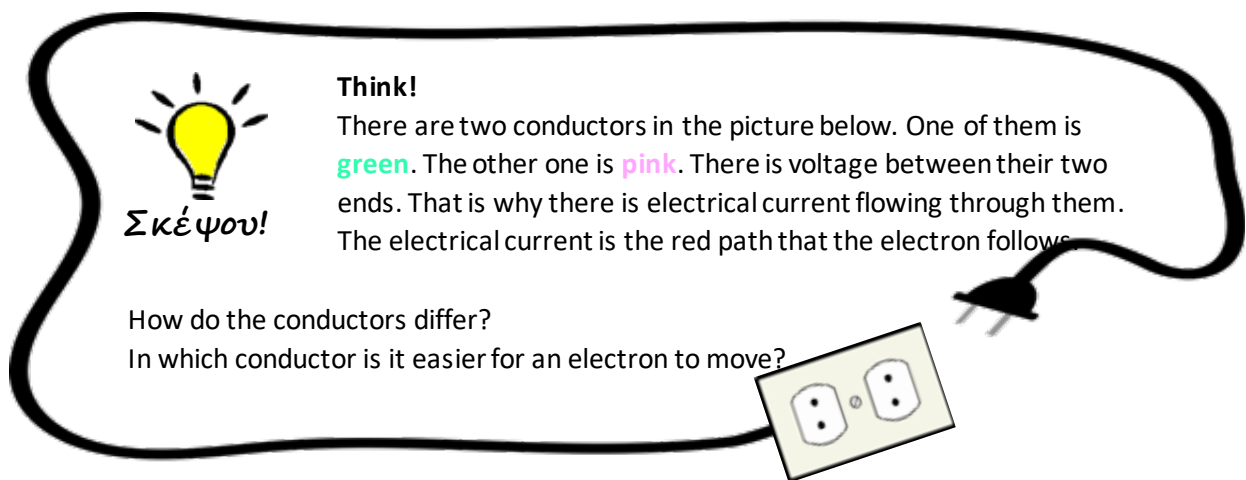 Think!
There are two conductors in the picture below. One of them is
green. The other one is pink. There is voltage between their two
ends. That is why there is electrical current flowing through them.
Σκέψου!
The electrical current is the red path that the electron follows.
How do the conductors differ?
In which conductor is it easier for an electron to move?